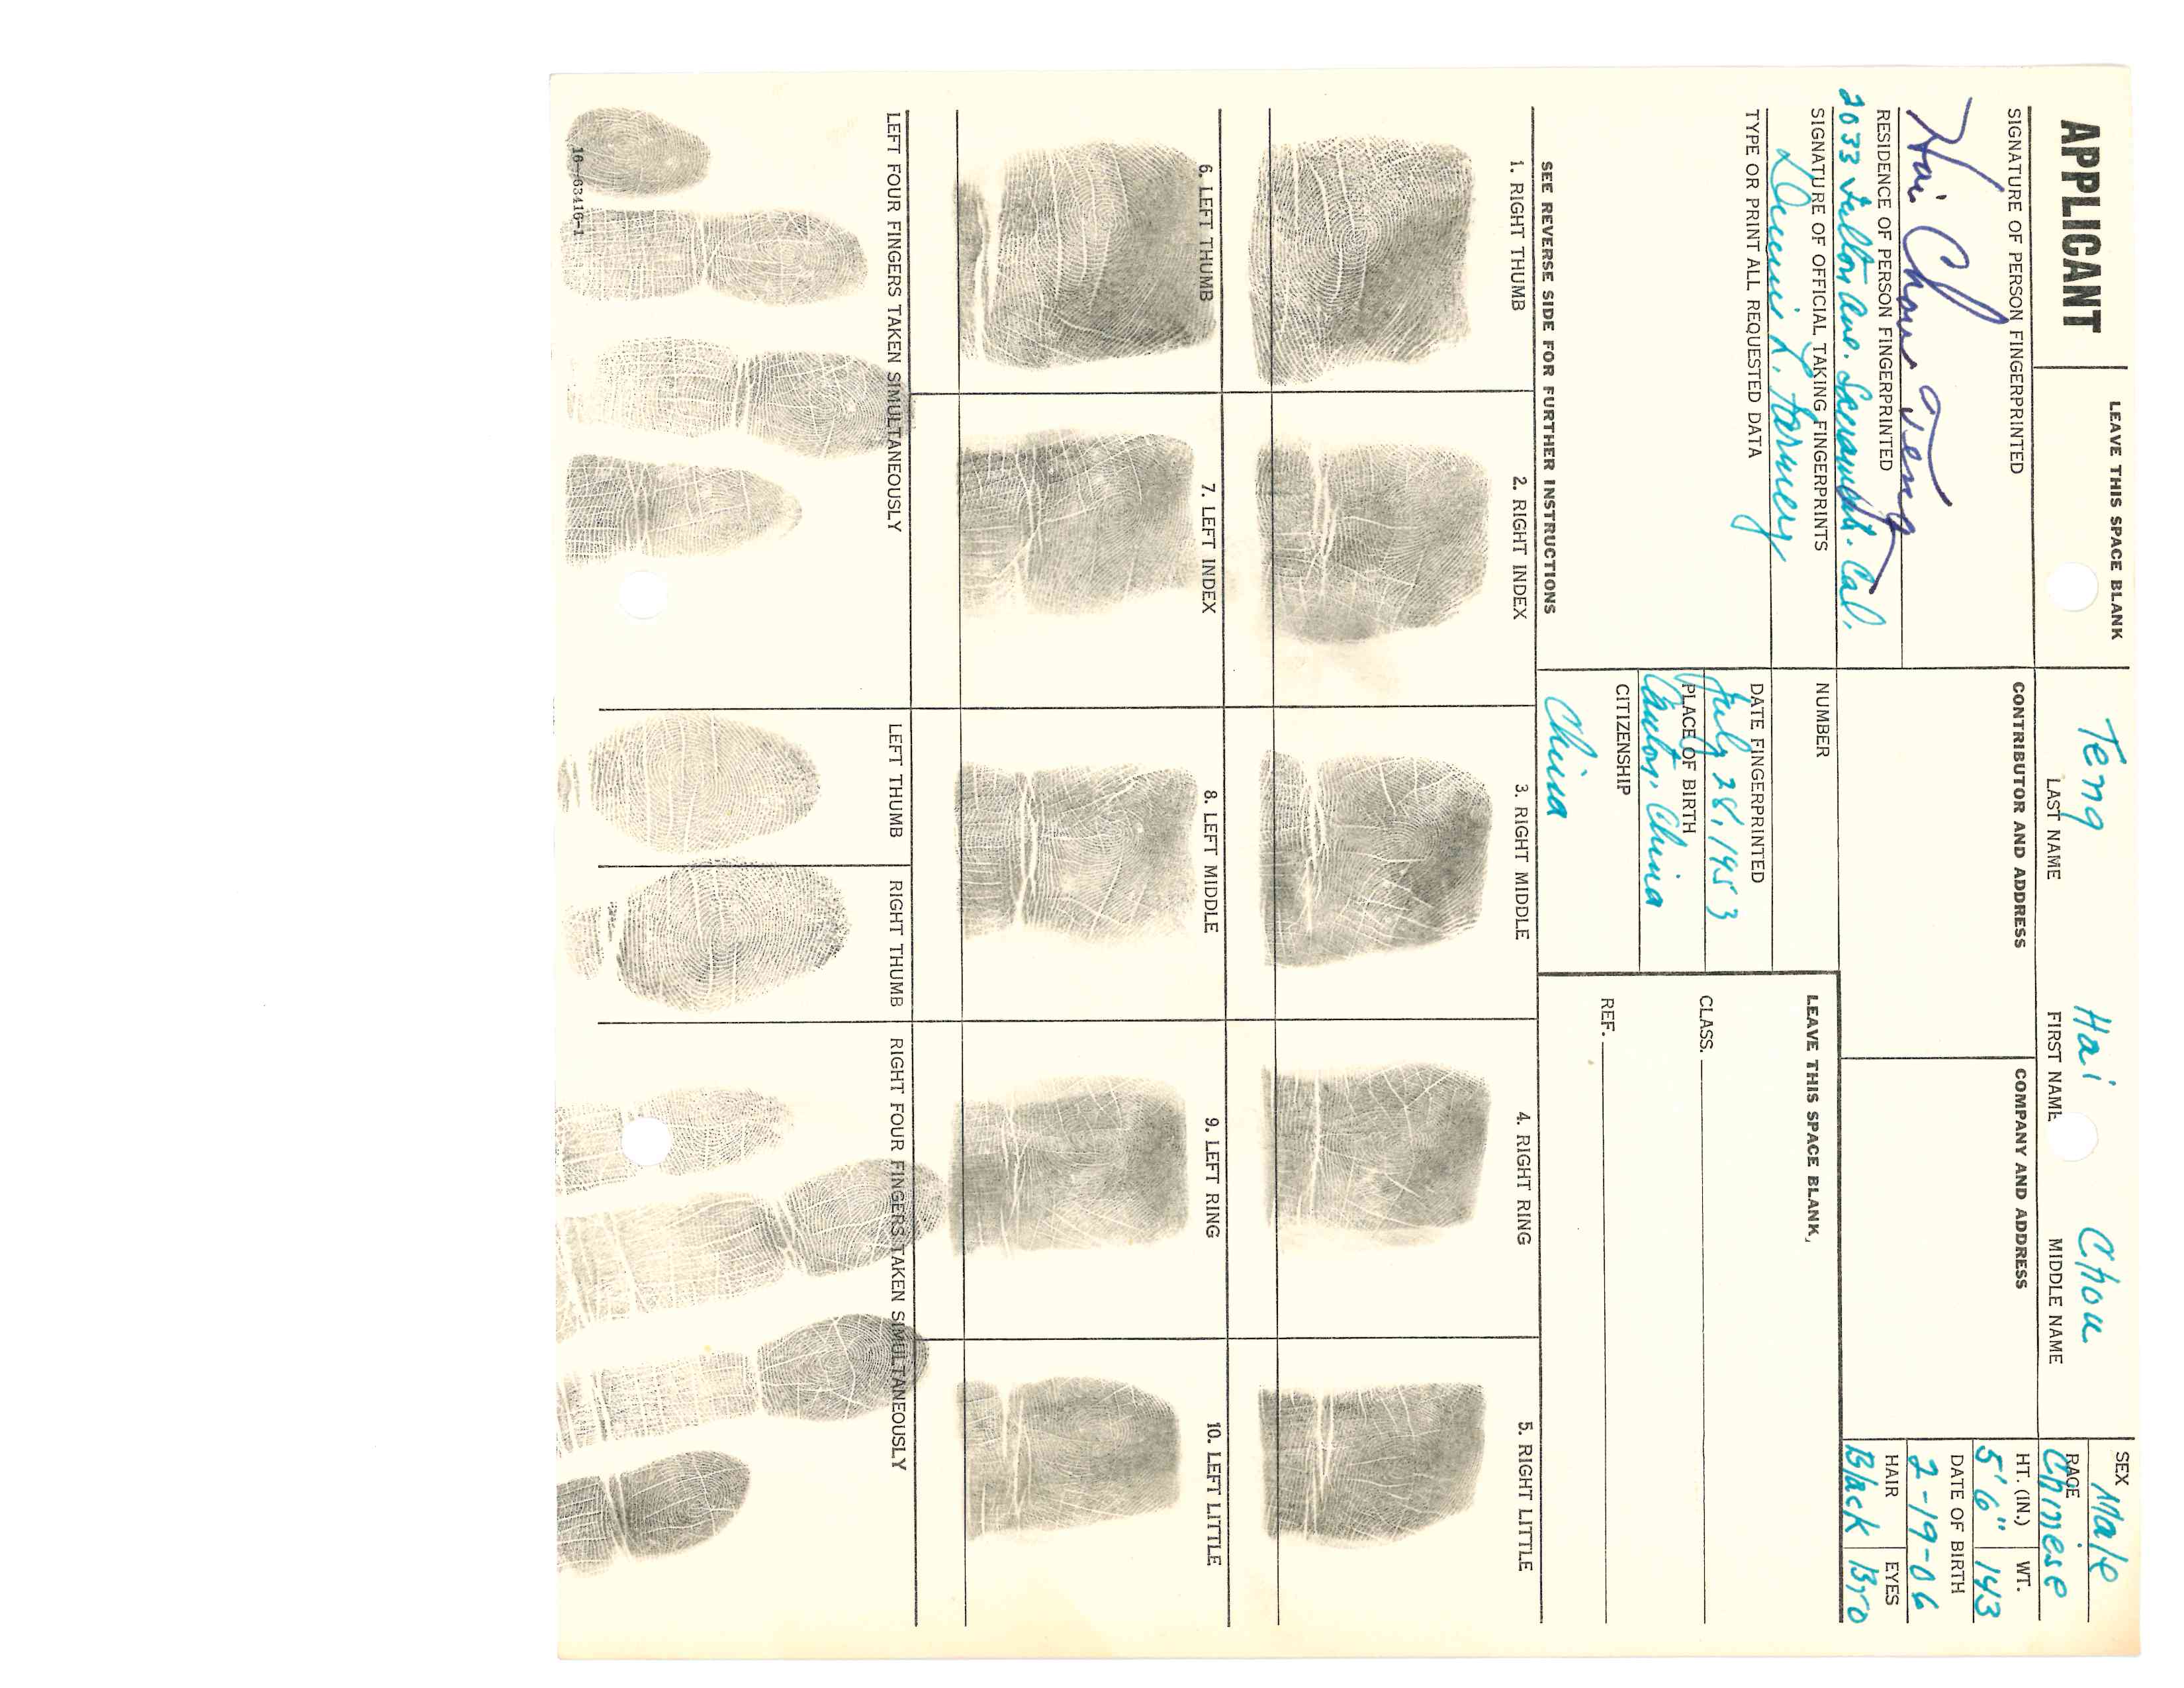 APPLICANT
LEAVE THIS SPACE BLANK
Teng Hai Chou
LAST NAME FIRST NAME MIDDLE NAME
SEX Male
RACE Chinese
SIGNATURE OF PERSON FINGERPRINTED
Hai Chou Teng
CONTRIBUTOR AND ADDRESS
COMPANY AND ADDRESS
HT. (IN.) WT.
5' 6" 143
DATE OF BIRTH
2-19-06
HAIR EYES
Black Bro
RESIDENCE OF PERSON FINGERPRINTED
2033 Fulton Ave. Sacramento. Cal.
SIGNATURE OF OFFICIAL TAKING FINGERPRINTS
Dennis L. Farmery
TYPE OR PRINT ALL REQUESTED DATA
NUMBER
DATE FINGERPRINTED
July 28, 1953
PLACE OF BIRTH
Canton, China
CITIZENSHIP
China
LEAVE THIS SPACE BLANK
CLASS.
REF.
SEE REVERSE SIDE FOR FURTHER INSTRUCTIONS
1. RIGHT THUMB 2. RIGHT INDEX 3. RIGHT MIDDLE 4. RIGHT RING 5. RIGHT LITTLE
6. LEFT THUMB 7. LEFT INDEX 8. LEFT MIDDLE 9. LEFT RING 10. LEFT LITTLE
LEFT FOUR FINGERS TAKEN SIMULTANEOUSLY LEFT THUMB RIGHT THUMB RIGHT FOUR FINGERS TAKEN SIMULTANEOUSLY
16—63416-1